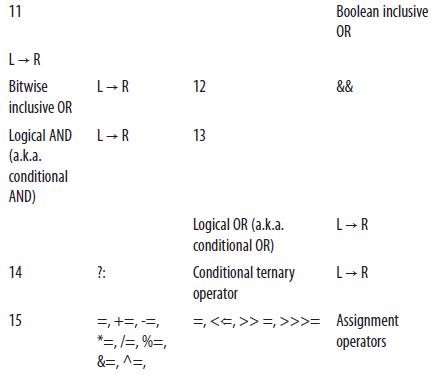 11 Boolean inclusive
OR
L → R
Bitwise L → R 12 &&
inclusive OR
Logical AND L → R 13
(a.k.a.
conditional
AND)
Logical OR (a.k.a. L → R
conditional OR)
14 ?: Conditional ternary L → R
operator
15 =, +=, -=, =, <<=, >> =, >>>= Assignment
*=, /=, %=, operators
&=, ^=,